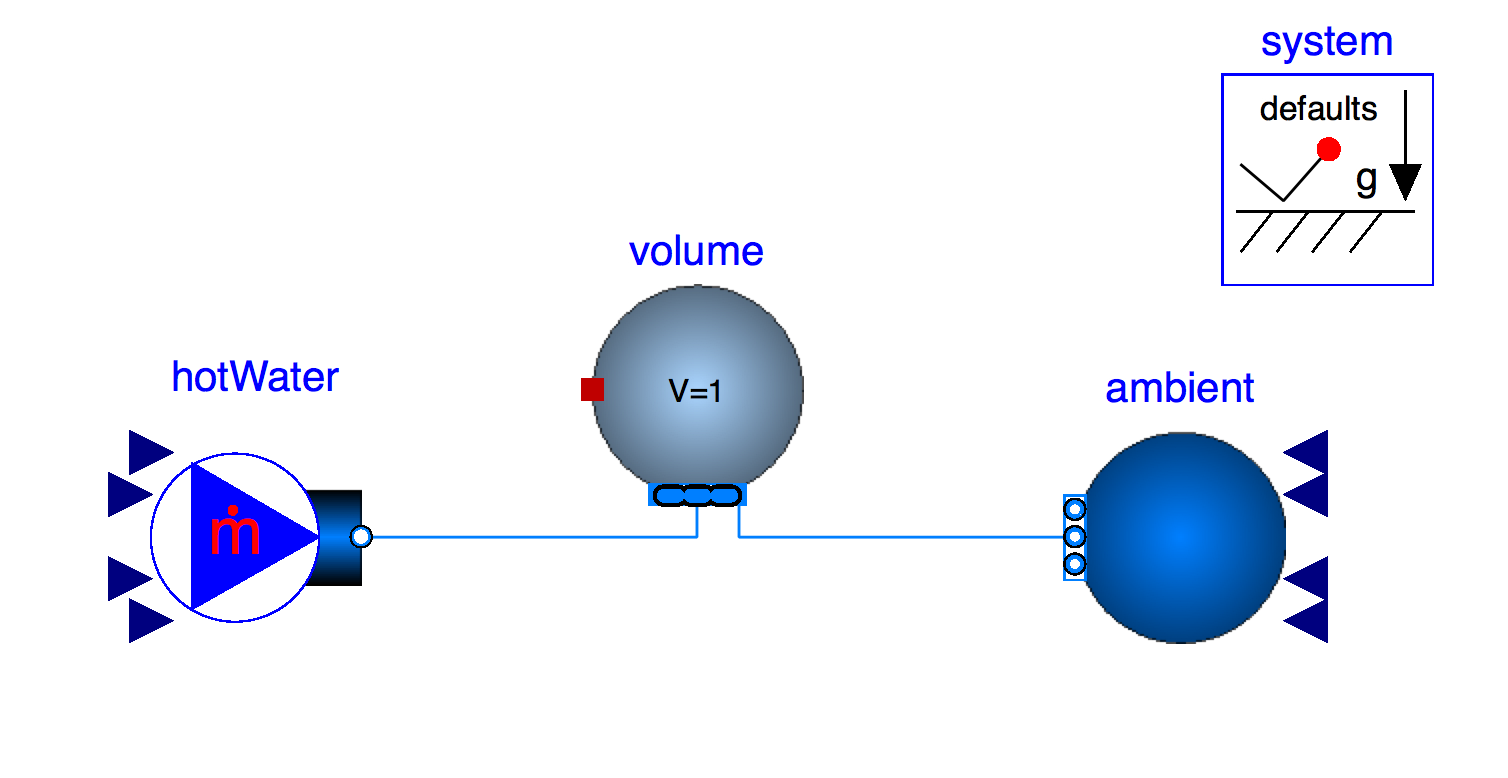 system
defaults
g
volume
V=1
hotWater
ṁ
ambient